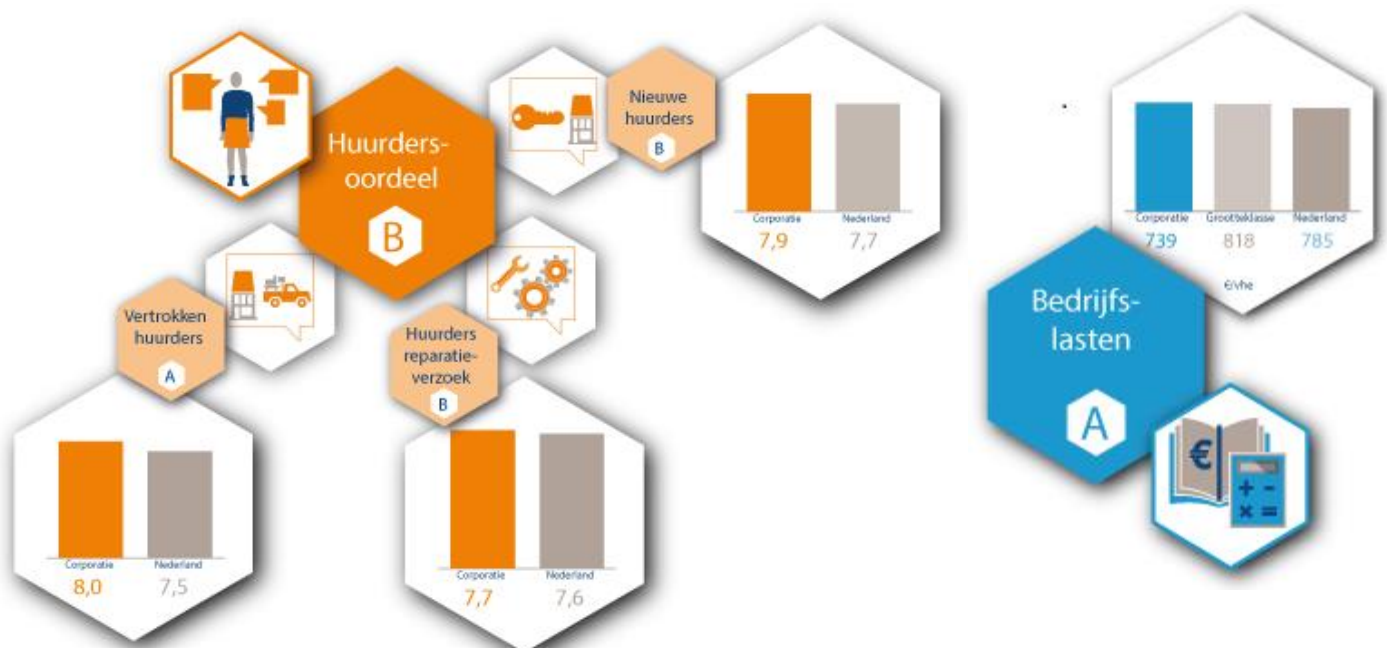 Huurders-
oordeel
B
Nieuwe
huurders
B
Corporatie Nederland
7,9 7,7
Vertrokken
huurders
A
Corporatie Nederland
8,0 7,5
Huurders
reparatie-
verzoek
B
Corporatie Nederland
7,7 7,6
Corporatie Grootteklasse Nederland
739 818 785
€/vhe
Bedrijfs-
lasten
A
€
+ -
× =